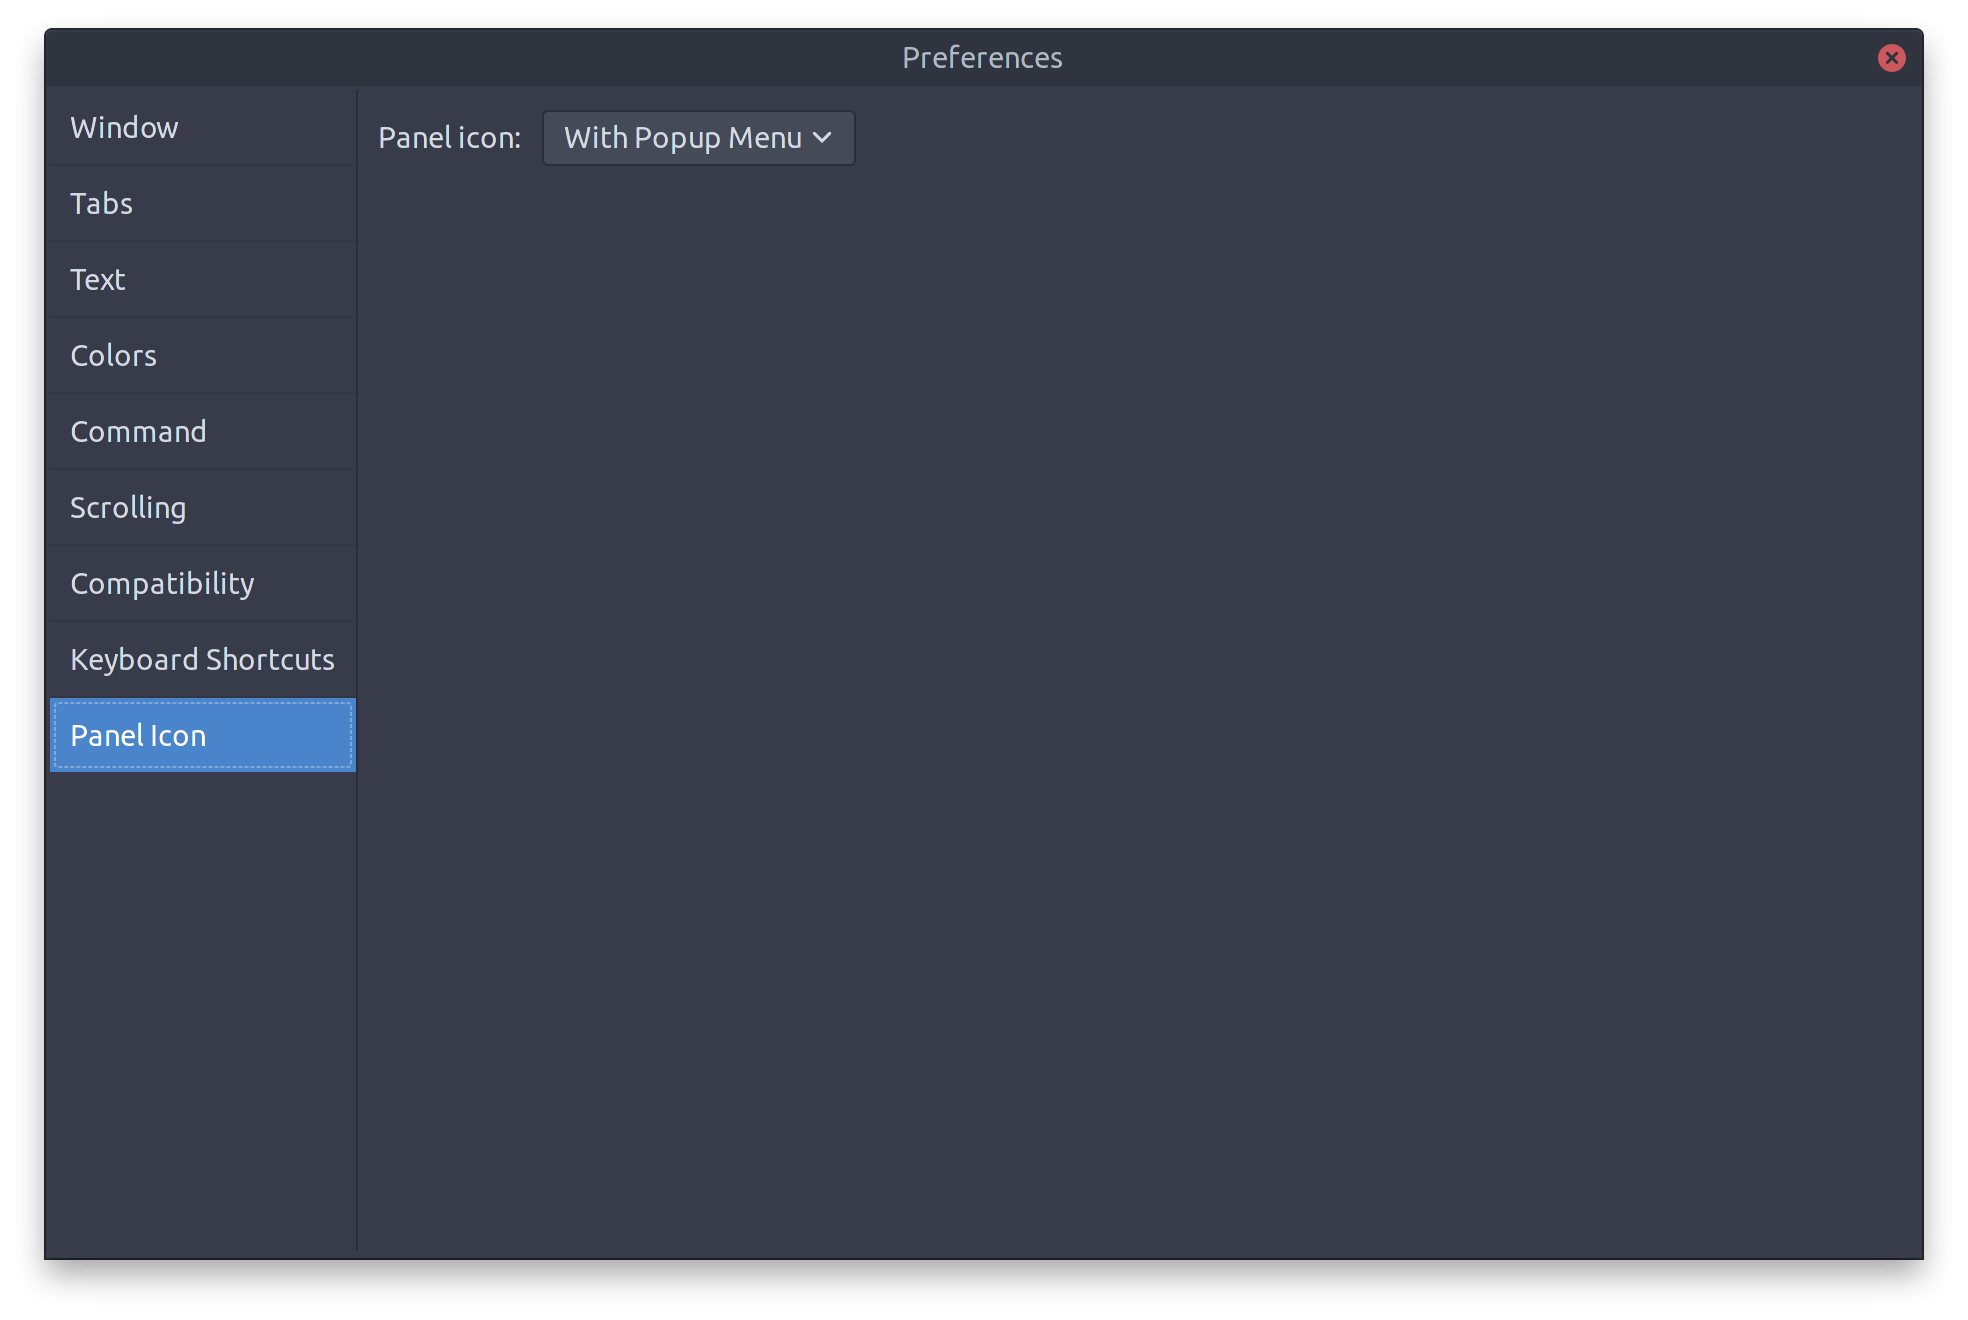 Preferences
Window
Tabs
Text
Colors
Command
Scrolling
Compatibility
Keyboard Shortcuts
Panel Icon
Panel icon: With Popup Menu